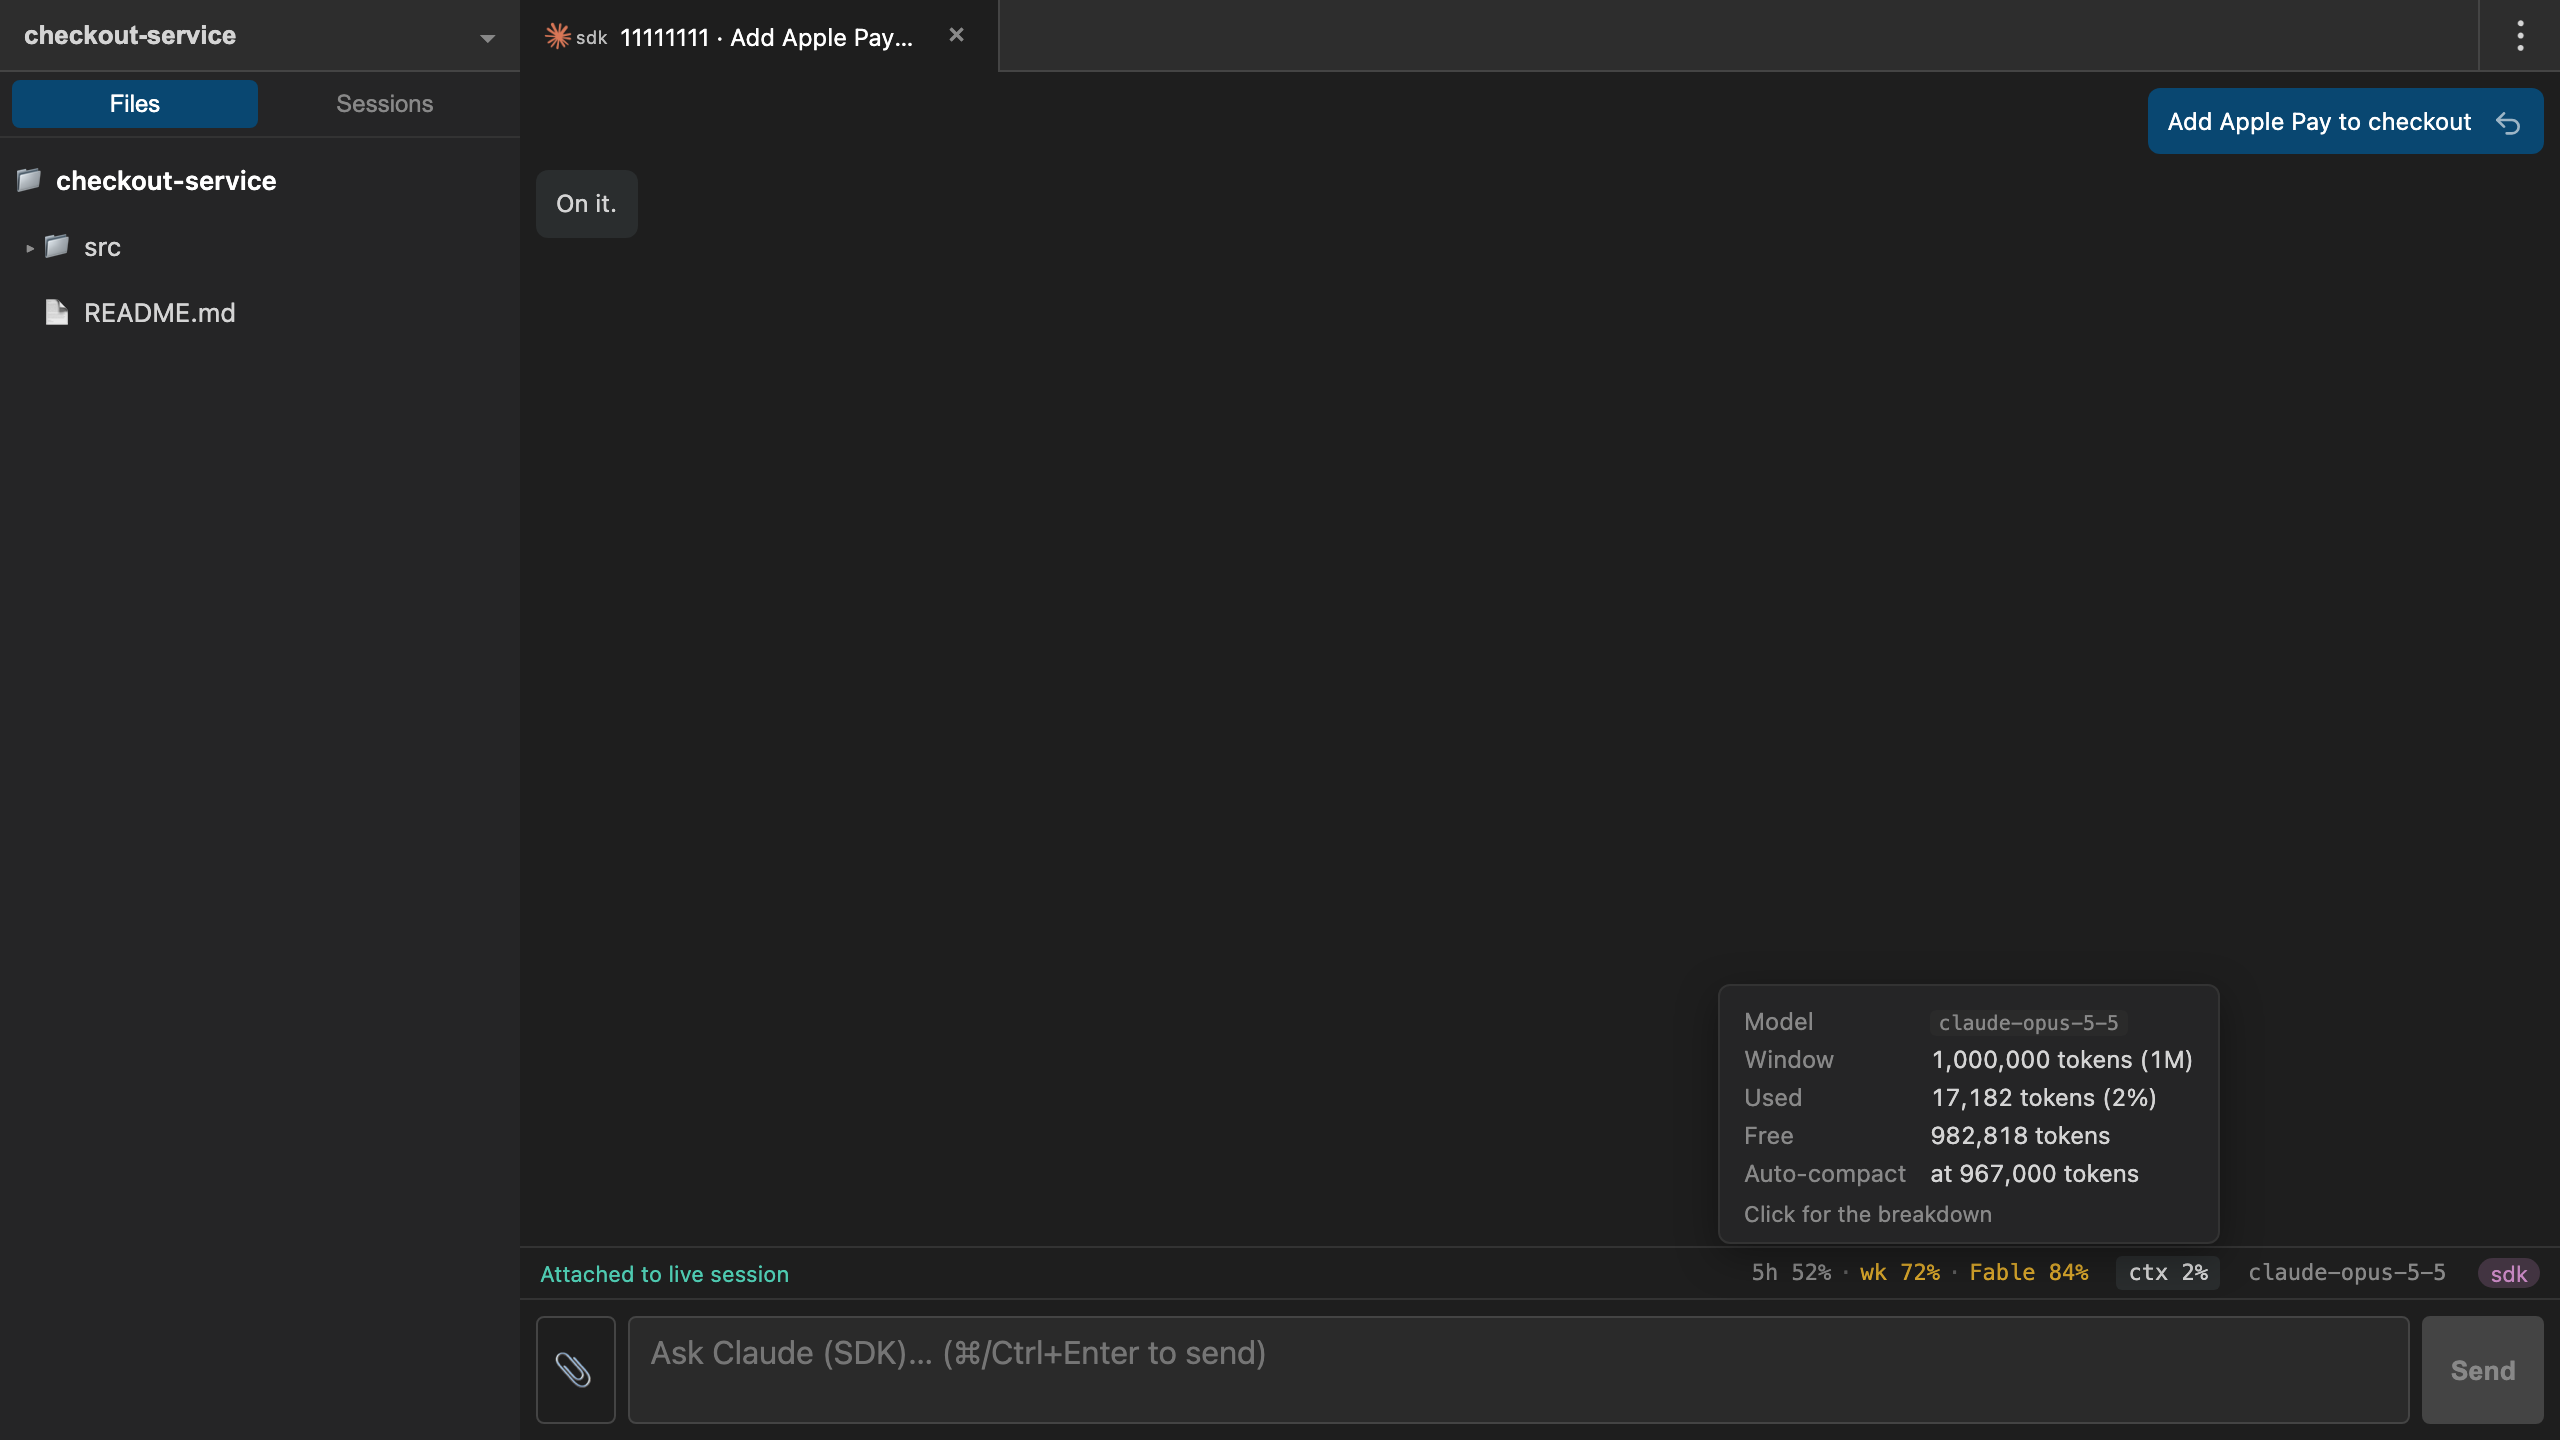 checkout-service
sdk 11111111 · Add Apple Pay... ×
Files
Sessions
Add Apple Pay to checkout
checkout-service
On it.
src
README.md
Model claude-opus-5-5
Window 1,000,000 tokens (1M)
Used 17,182 tokens (2%)
Free 982,818 tokens
Auto-compact at 967,000 tokens
Click for the breakdown
Attached to live session
5h 52% · wk 72% · Fable 84% ctx 2% claude-opus-5-5 sdk
Ask Claude (SDK)... (⌘/Ctrl+Enter to send)
Send